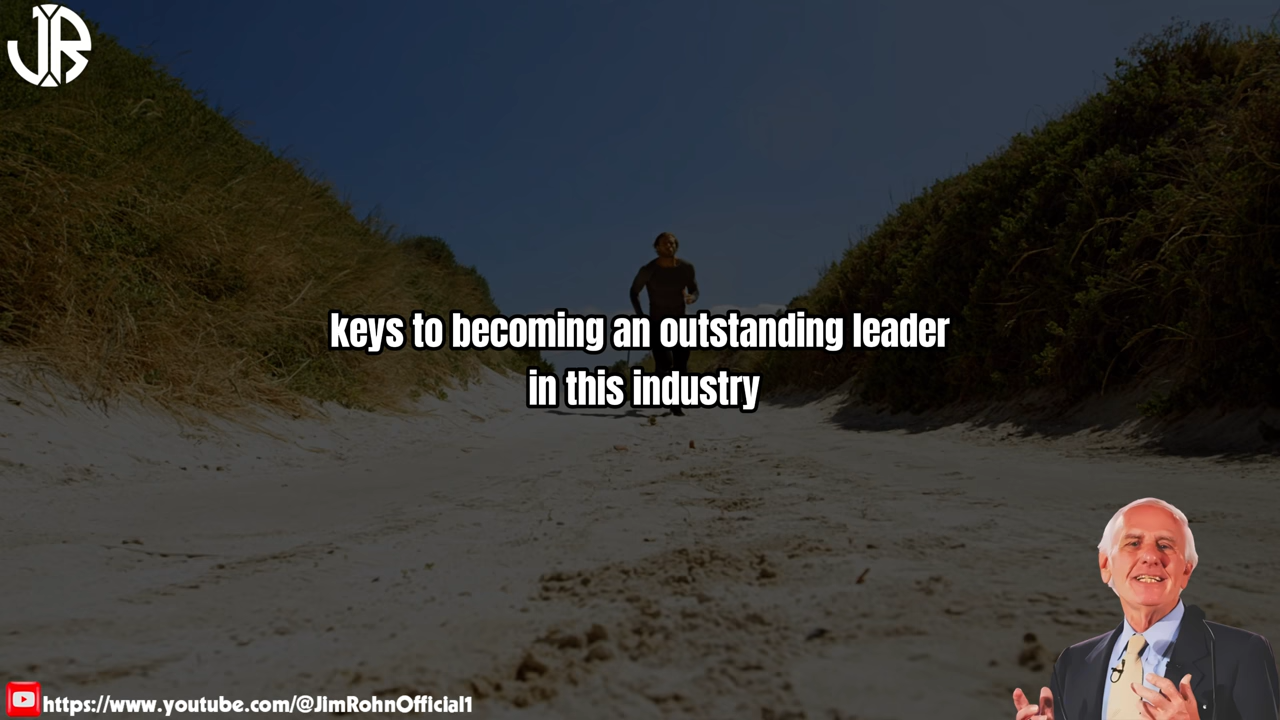 JR
keys to becoming an outstanding leader
in this industry
https://www.youtube.com/@JimRohnOfficial1